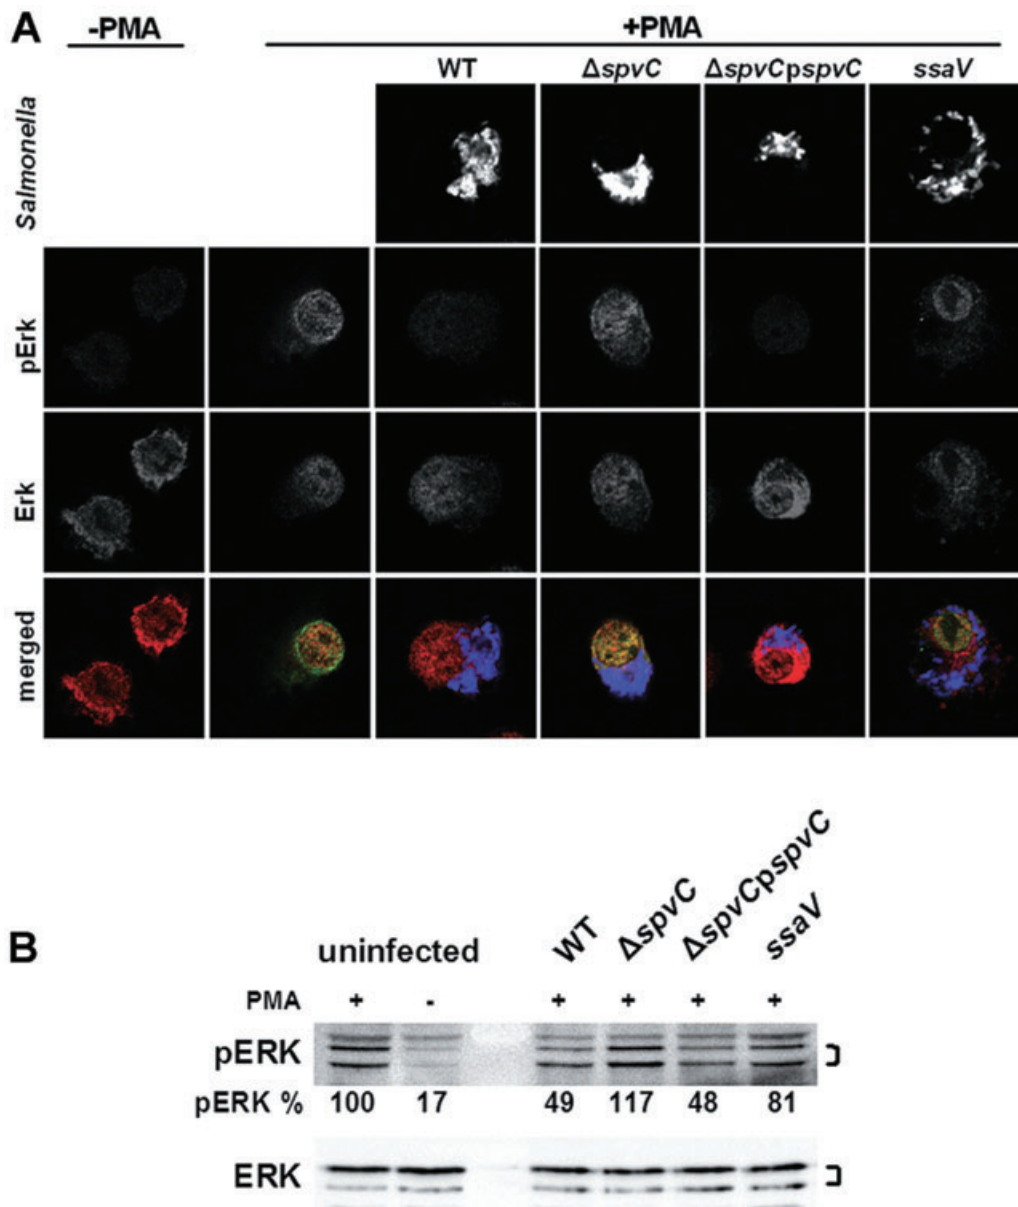 A
-PMA
+PMA
WT ΔspvC ΔspvCpspvC ssaV
Salmonella
pErk
Erk
merged
B
uninfected WT ΔspvC ΔspvCpspvC ssaV
PMA + - + + + +
pERK
pERK % 100 17 49 117 48 81
ERK